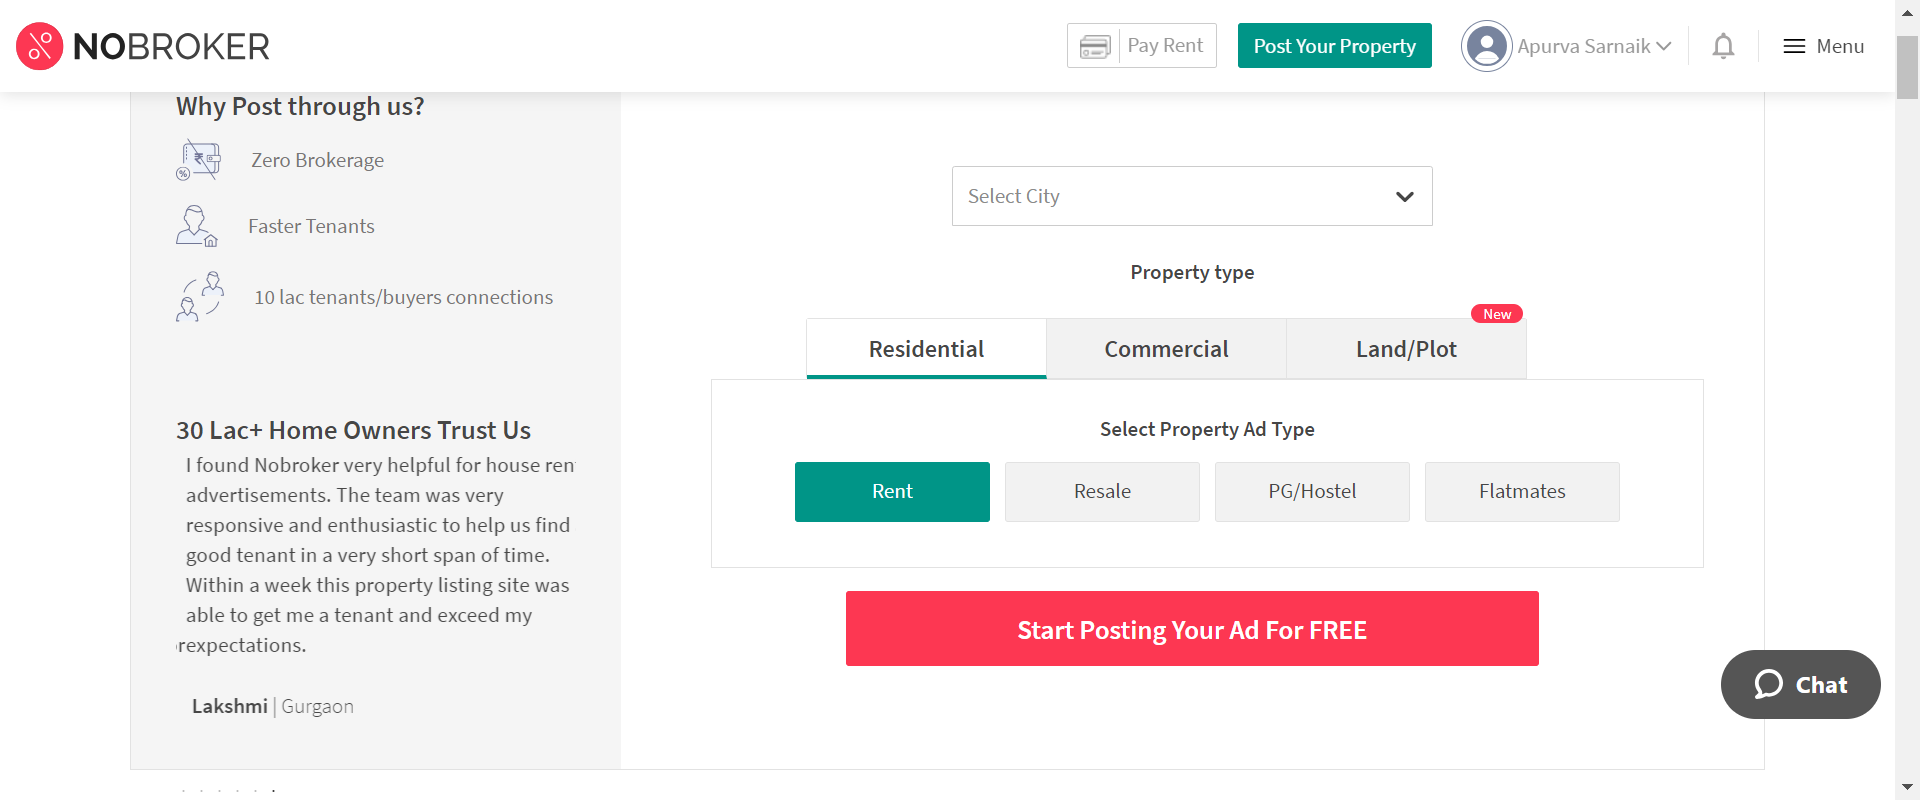 NOBROKER
Pay Rent
Post Your Property
Apurva Sarnaik
Menu
Why Post through us?
Zero Brokerage
Faster Tenants
10 lac tenants/buyers connections
30 Lac+ Home Owners Trust Us
I found Nobroker very helpful for house ren
advertisements. The team was very
responsive and enthusiastic to help us find
good tenant in a very short span of time.
Within a week this property listing site was
able to get me a tenant and exceed my
rexpectations.
Lakshmi | Gurgaon
Select City
Property type
New
Residential
Commercial
Land/Plot
Select Property Ad Type
Rent
Resale
PG/Hostel
Flatmates
Start Posting Your Ad For FREE
Chat